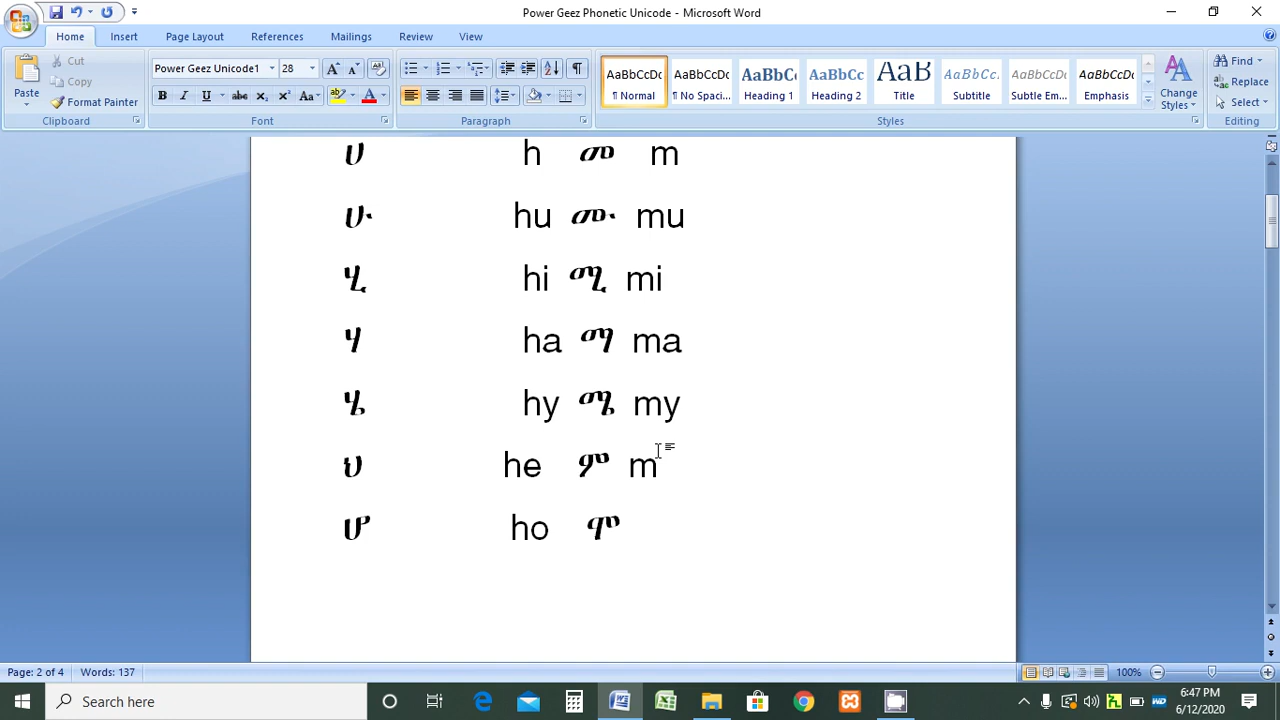 Power Geez Phonetic Unicode - Microsoft Word
Home Insert Page Layout References Mailings Review View
Paste Cut Copy Format Painter Clipboard
Power Geez Unicode1 28 Font
Paragraph
AaBbCcDc ¶ Normal AaBbCcDc ¶ No Spaci... AaBbC Heading 1 AaBbCc Heading 2 AaB Title AaBbCc. Subtitle AaBbCcDc Subtle Em... AaBbCcDc Emphasis Change Styles Styles
Find Replace Select Editing
ሀ h መ m
ሁ hu ሙ mu
ሂ hi ሚ mi
ሃ ha ማ ma
ሄ hy ሜ my
ህ he ም m
ሆ ho ሞ
Page: 2 of 4 Words: 137 100%
Search here 6:47 PM
6/12/2020